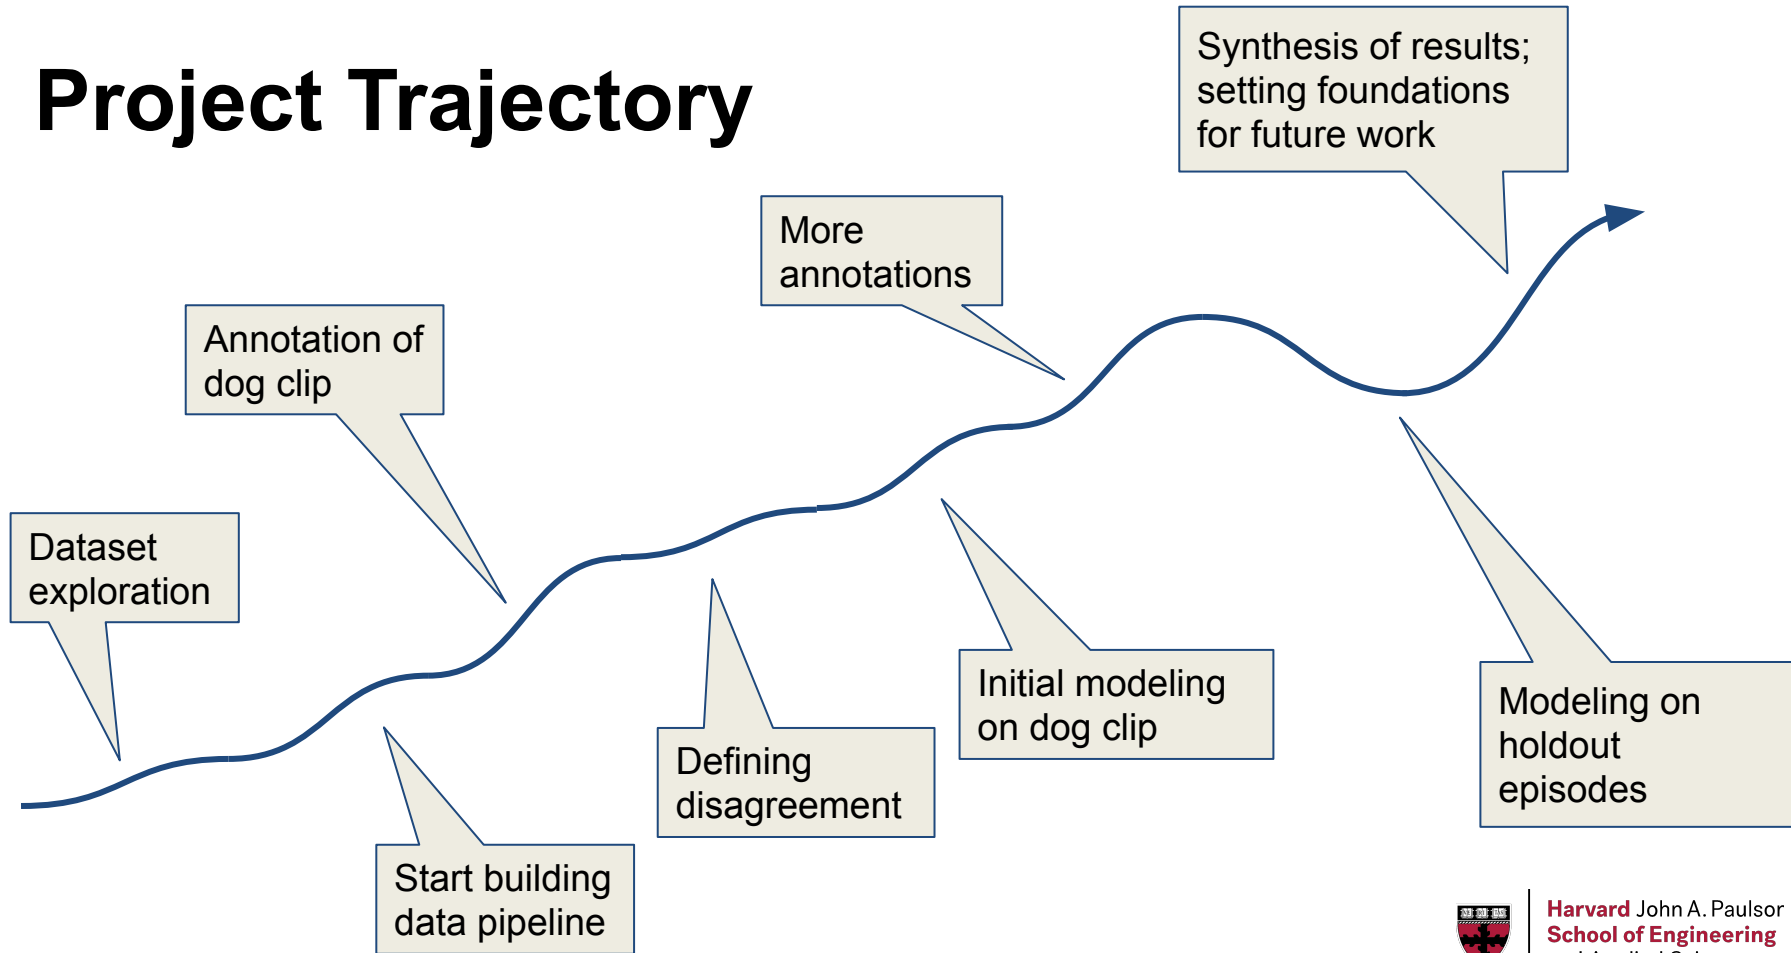 Project Trajectory
Synthesis of results;
setting foundations
for future work
More
annotations
Annotation of
dog clip
Dataset
exploration
Start building
data pipeline
Defining
disagreement
Initial modeling
on dog clip
Modeling on
holdout
episodes
Harvard John A. Paulsor
School of Engineering